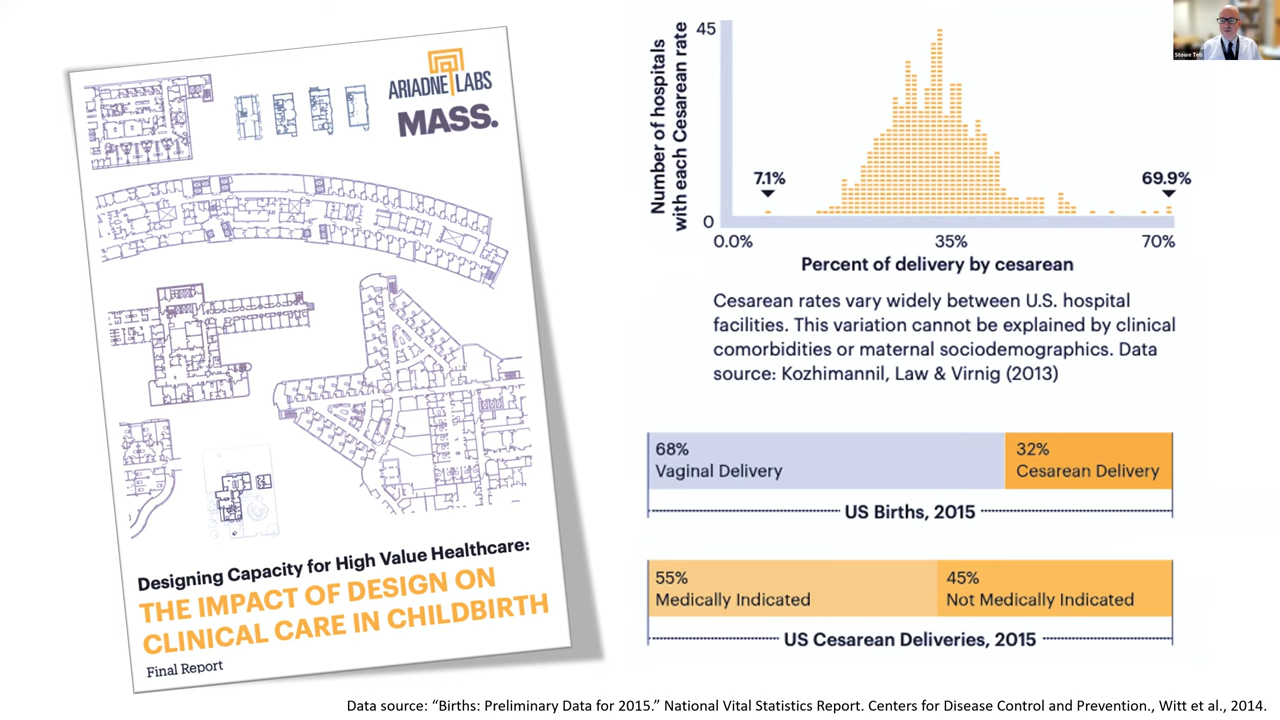 ARIADNE LABS
MASS.
Designing Capacity for High Value Healthcare:
THE IMPACT OF DESIGN ON
CLINICAL CARE IN CHILDBIRTH
Final Report
Number of hospitals
with each Cesarean rate
45
0
7.1%
69.9%
0.0%
35%
70%
Percent of delivery by cesarean
Cesarean rates vary widely between U.S. hospital
facilities. This variation cannot be explained by clinical
comorbidities or maternal sociodemographics. Data
source: Kozhimannil, Law & Virnig (2013)
68%
Vaginal Delivery
32%
Cesarean Delivery
US Births, 2015
55%
Medically Indicated
45%
Not Medically Indicated
US Cesarean Deliveries, 2015
Data source: “Births: Preliminary Data for 2015.” National Vital Statistics Report. Centers for Disease Control and Prevention., Witt et al., 2014.
Stowe Teti